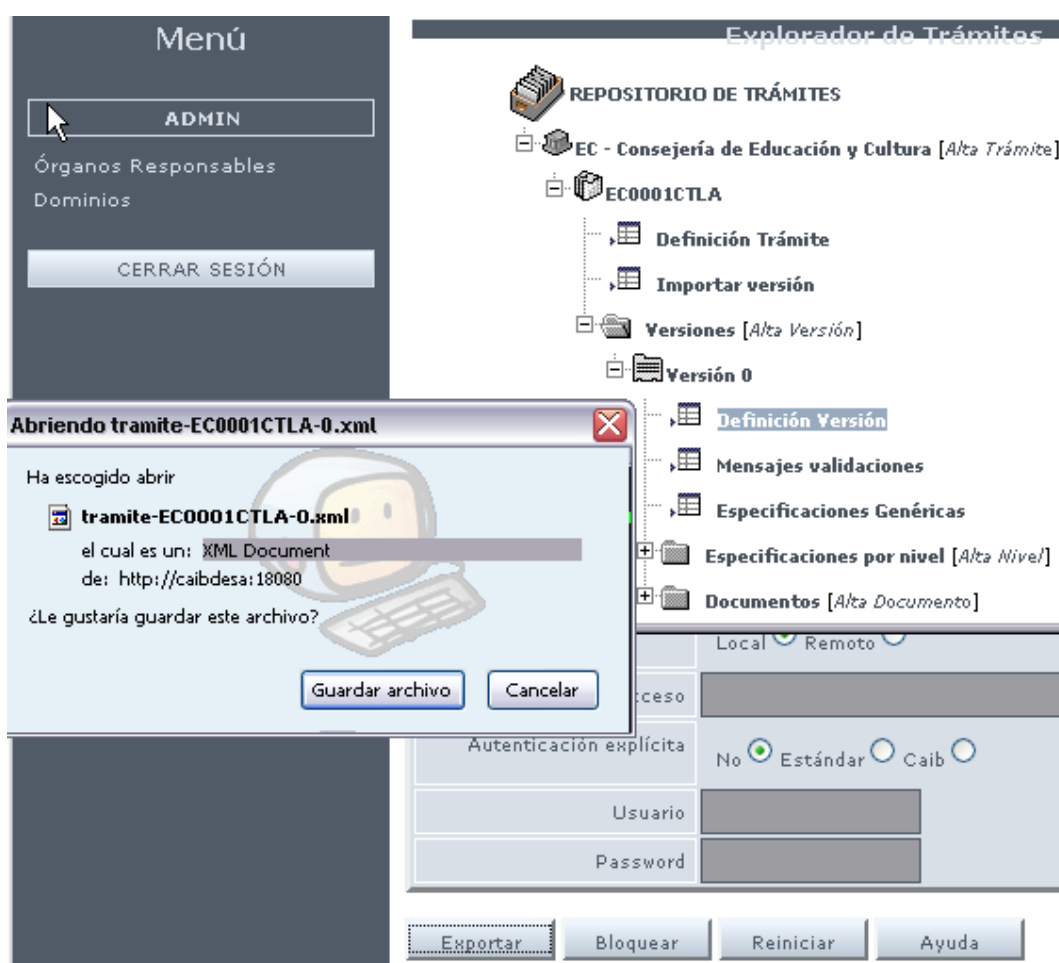 Menú
ADMIN
Órganos Responsables
Dominios
CERRAR SESIÓN
Explorador de Trámites
REPOSITORIO DE TRÁMITES
EC - Consejería de Educación y Cultura [Alta Trámite]
EC0001CTLA
Definición Trámite
Importar versión
Versiones [Alta Versión]
Versión 0
Definición Versión
Mensajes validaciones
Especificaciones Genéricas
Especificaciones por nivel [Alta Nivel]
Documentos [Alta Documento]
Abriendo tramite-EC0001CTLA-0.xml
Ha escogido abrir
tramite-EC0001CTLA-0.xml
el cual es un: XML Document
de: http://caibdesa:18080
¿Le gustaría guardar este archivo?
Guardar archivo Cancelar
Local Remoto
Autenticación explícita No Estándar Caib
Usuario
Password
Exportar Bloquear Reiniciar Ayuda